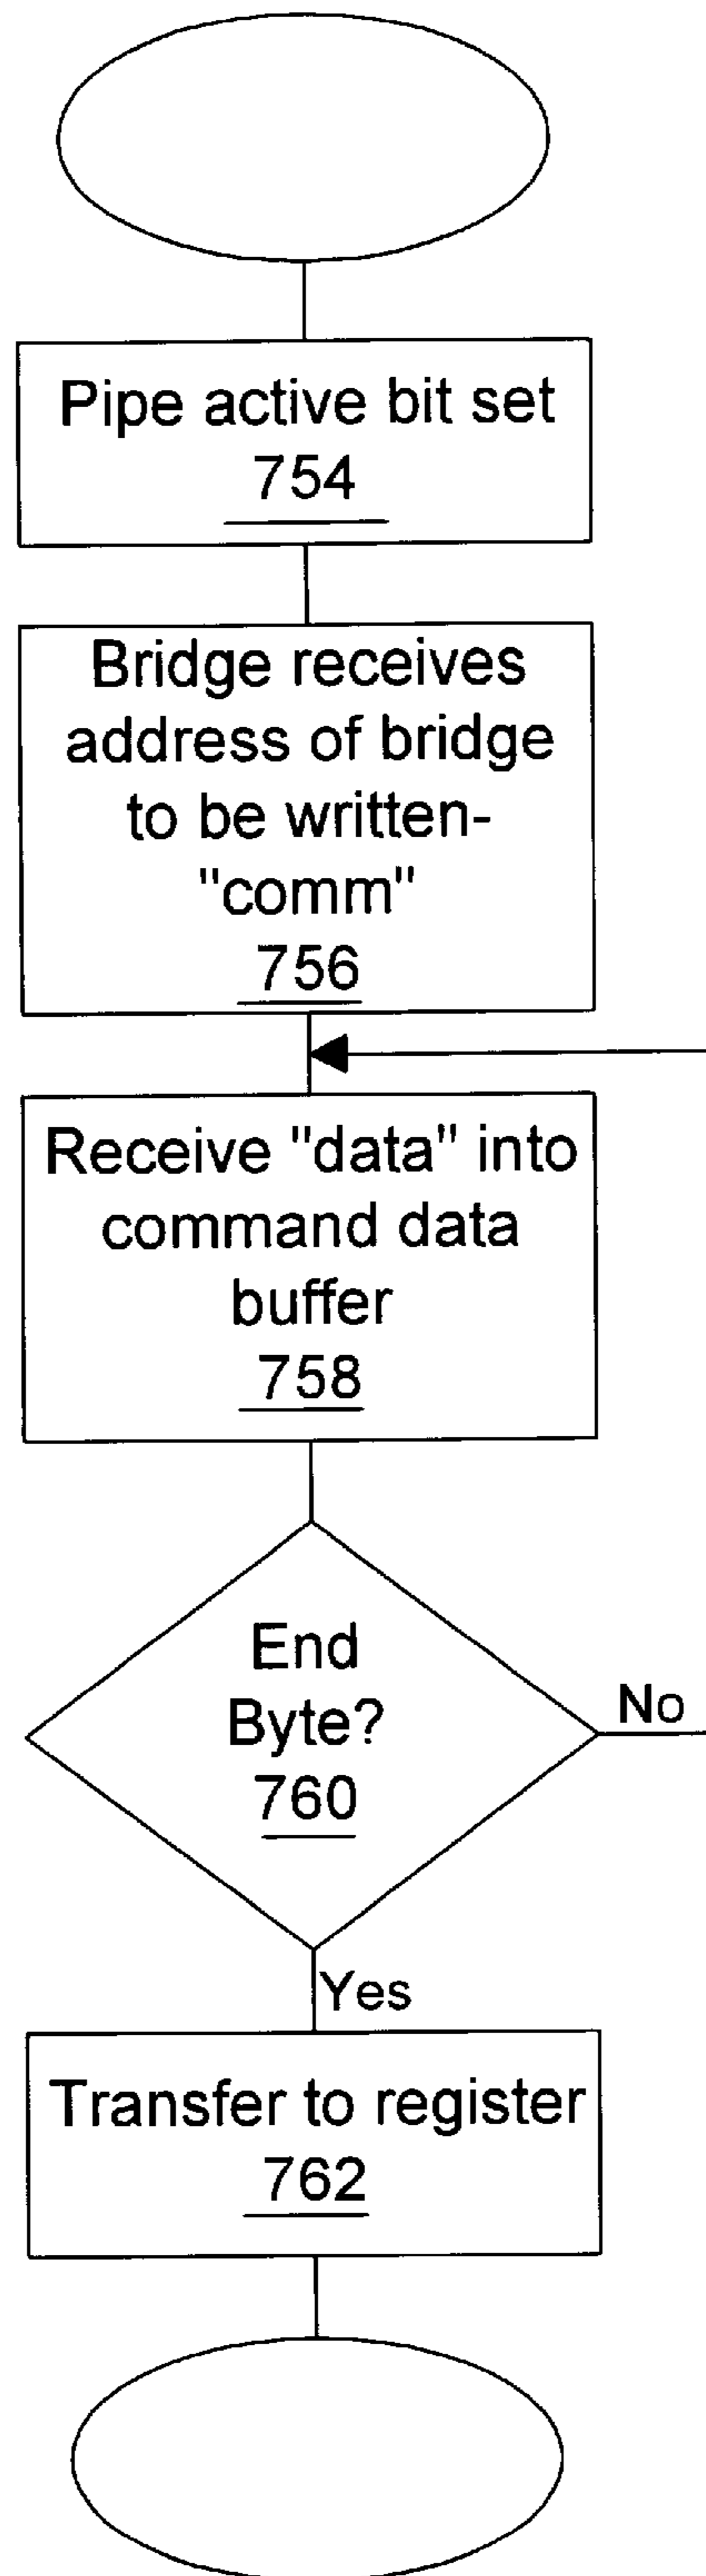 Pipe active bit set
754
Bridge receives
address of bridge
to be written-
"comm"
756
Receive "data" into
command data
buffer
758
End
Byte?
760
No
Yes
Transfer to register
762